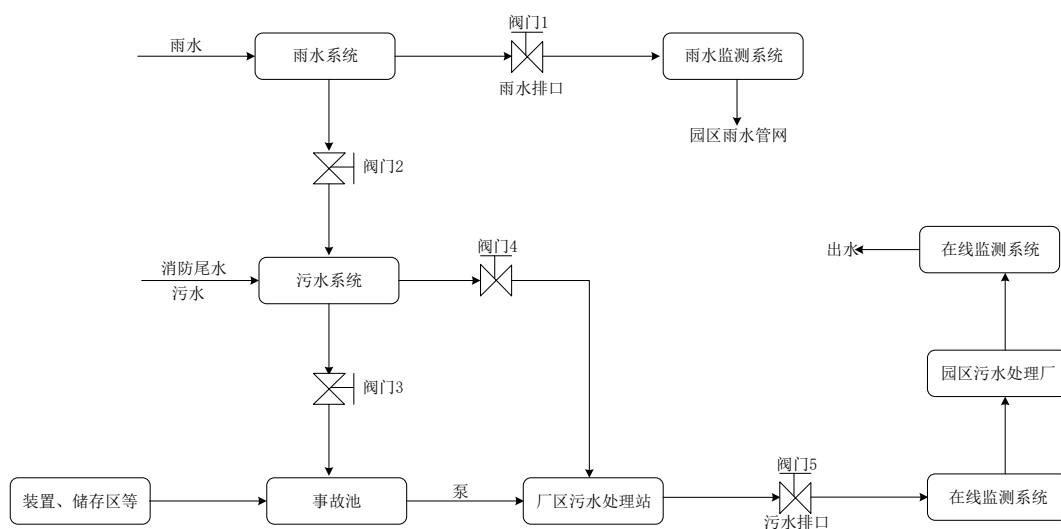 阀门1
雨水
雨水系统
雨水监测系统
雨水排口
园区雨水管网
阀门2
阀门4
出水
在线监测系统
消防尾水
污水系统
污水
园区污水处理厂
阀门3
阀门5
装置、储存区等
事故池
泵
厂区污水处理站
在线监测系统
污水排口